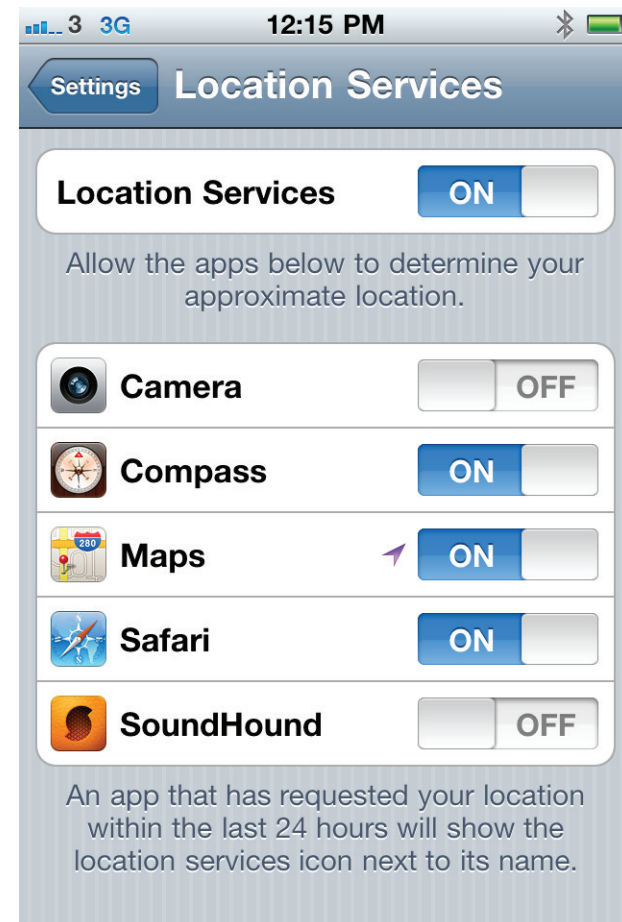 3 3G 12:15 PM
Settings Location Services
Location Services ON
Allow the apps below to determine your
approximate location.
Camera OFF
Compass ON
280
Maps ON
Safari ON
SoundHound OFF
An app that has requested your location
within the last 24 hours will show the
location services icon next to its name.